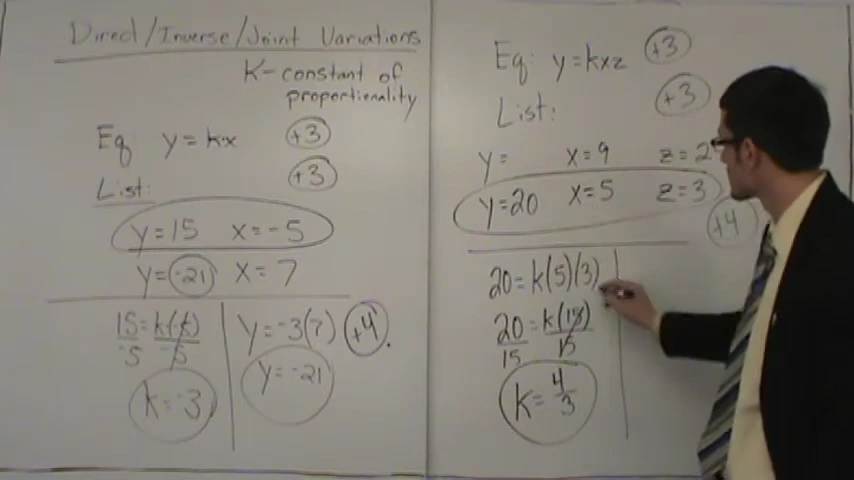 Direct/Inverse/Joint Variations
K-constant of
proportionality
Eq: y = k·x +3
List: +3
y=15 x=-5
y=-21 x=7
15 = k(-5)
-5 -5
k=-3
y=-3(7) +4
y=-21
Eq: y=kxz +3
List: +3
y= x=9 z=2
y=20 x=5 z=3
+4
20=k(5)(3)
20=k(15)
15 15
k=4/3